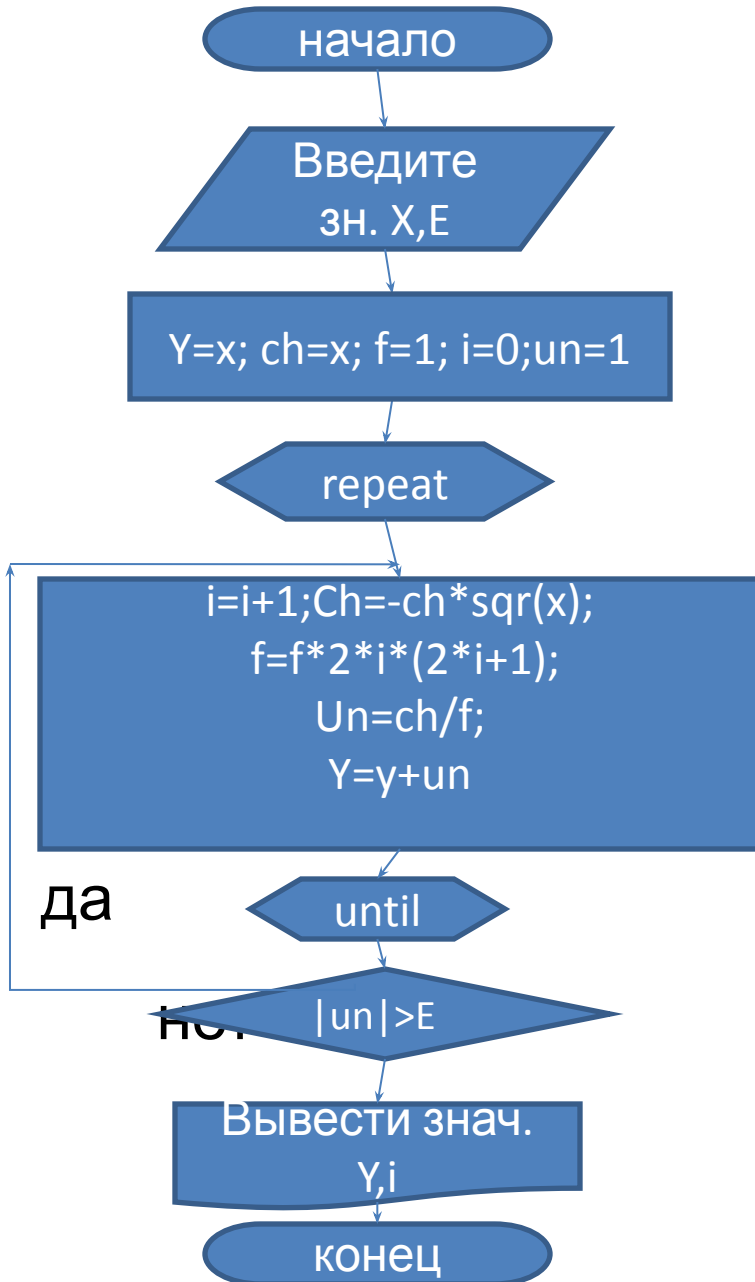 начало
Введите
зн. X,E
Y=x; ch=x; f=1; i=0;un=1
repeat
i=i+1;Ch=-ch*sqr(x);
f=f*2*i*(2*i+1);
Un=ch/f;
Y=y+un
да
until
|un|>E
Вывести знач.
Y,i
конец